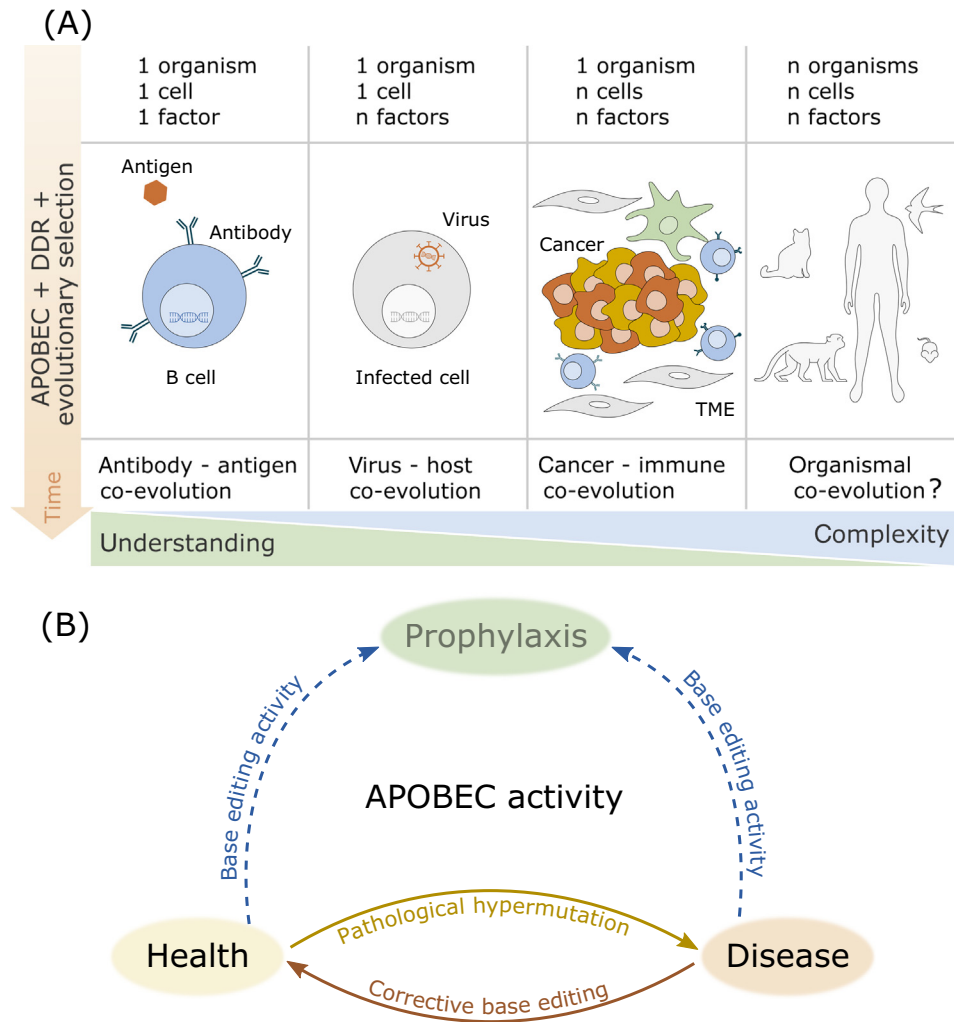 (A)
1 organism
1 cell
1 factor
1 organism
1 cell
n factors
1 organism
n cells
n factors
n organisms
n cells
n factors
APOBEC + DDR +
evolutionary selection
Time
Antigen
Antibody
B cell
Virus
Infected cell
Cancer
TME
Antibody - antigen
co-evolution
Virus - host
co-evolution
Cancer - immune
co-evolution
Organismal
co-evolution?
Understanding
Complexity
(B)
Prophylaxis
Base editing activity
Base editing activity
APOBEC activity
Pathological hypermutation
Health
Disease
Corrective base editing